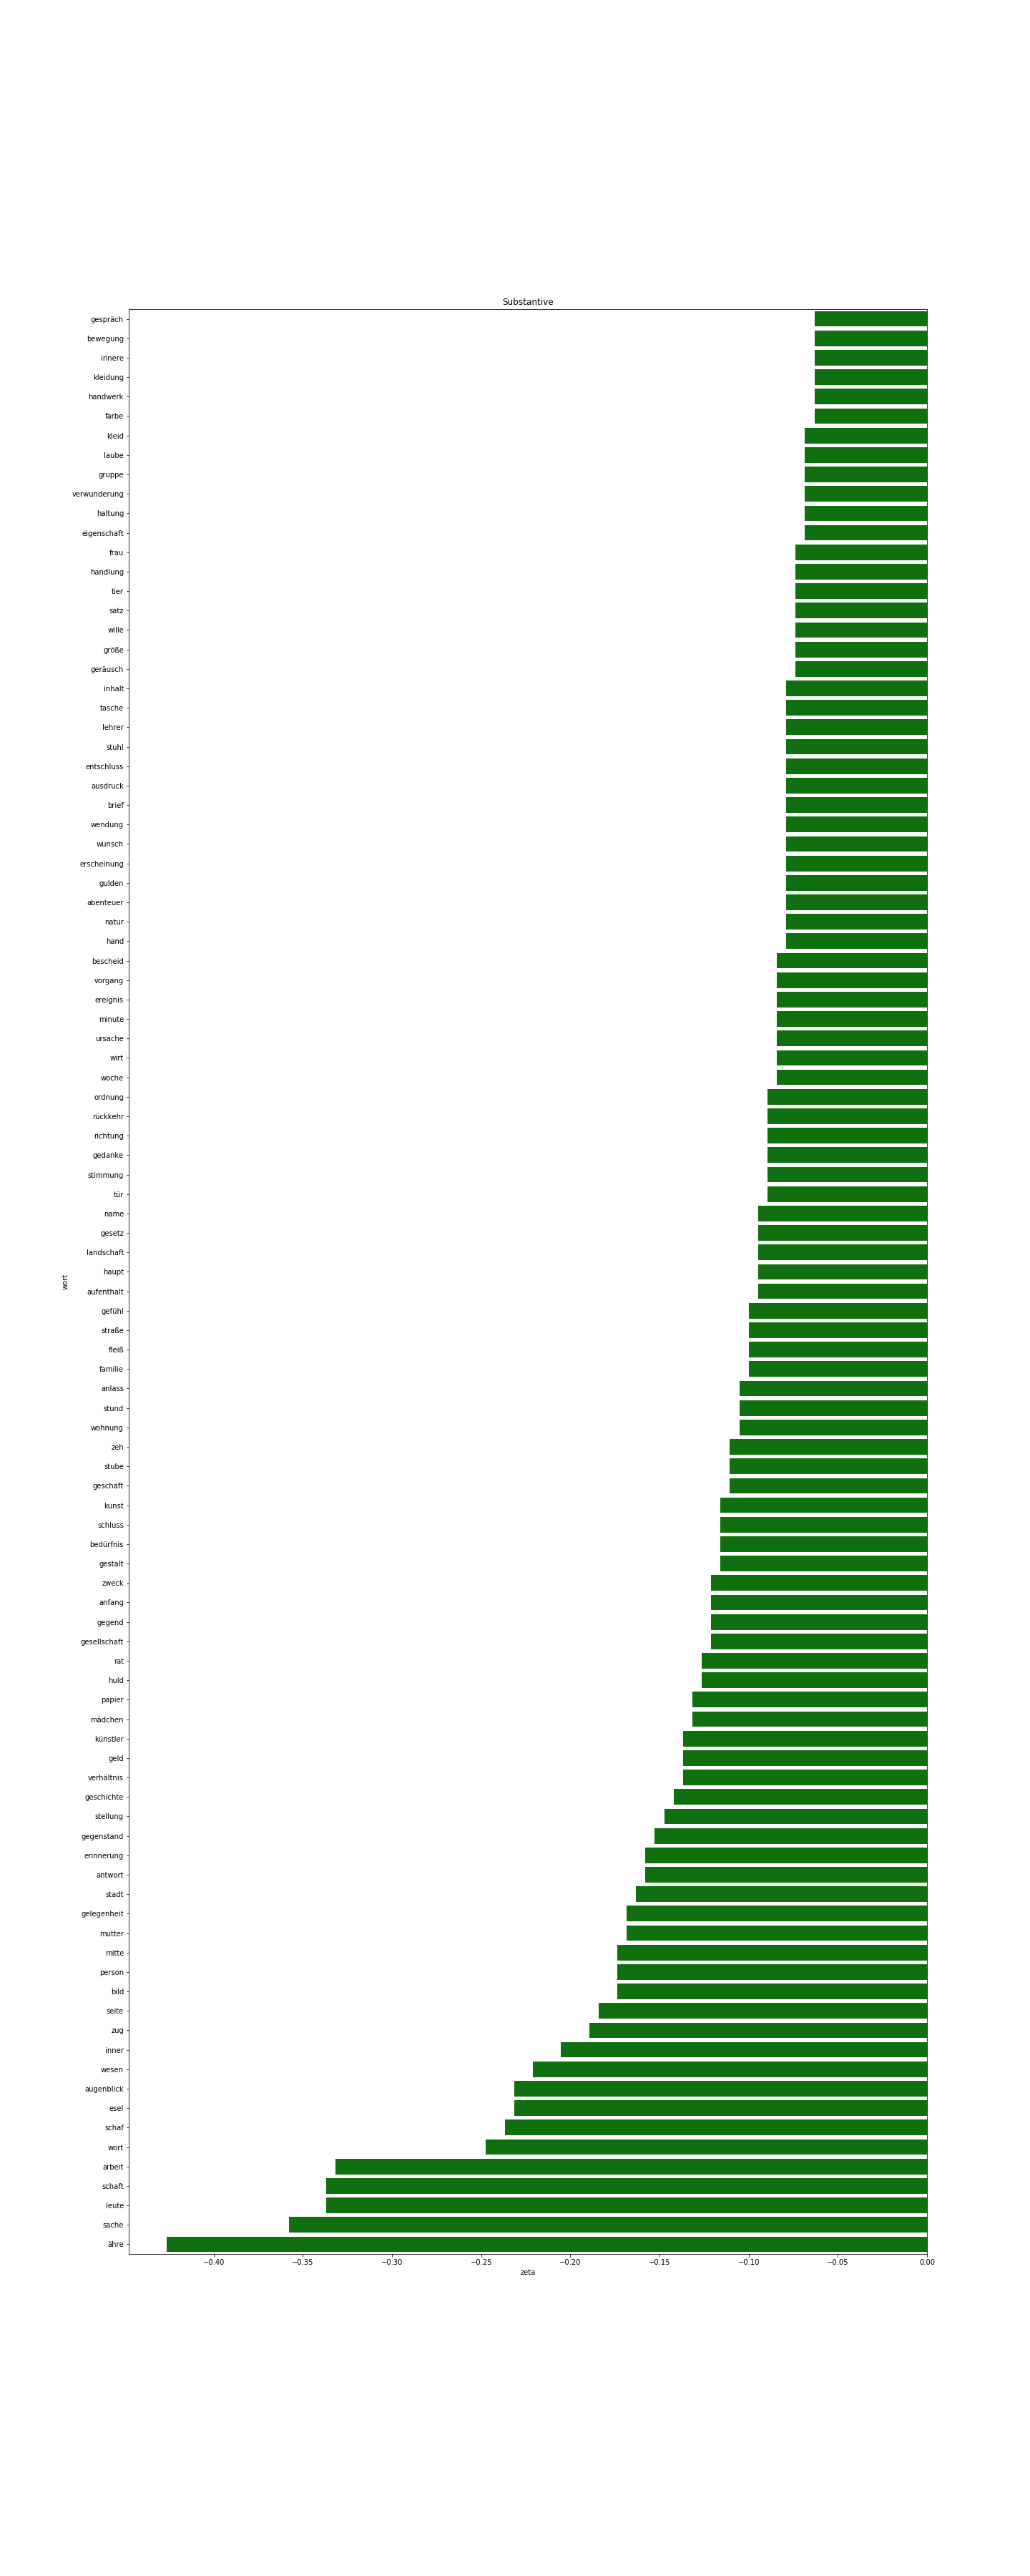 Substantive
gespräch
bewegung
innere
kleidung
handwerk
farbe
kleid
laube
gruppe
verwunderung
haltung
eigenschaft
frau
handlung
tier
satz
wille
größe
geräusch
inhalt
tasche
lehrer
stuhl
entschluss
ausdruck
brief
wendung
wunsch
erscheinung
gulden
abenteuer
natur
hand
bescheid
vorgang
ereignis
minute
ursache
wirt
woche
ordnung
rückkehr
richtung
gedanke
stimmung
tür
name
gesetz
landschaft
haupt
aufenthalt
gefühl
straße
fleiß
familie
anlass
stund
wohnung
zeh
stube
geschäft
kunst
schluss
bedürfnis
gestalt
zweck
anfang
gegend
gesellschaft
rat
huld
papier
mädchen
künstler
geld
verhältnis
geschichte
stellung
gegenstand
erinnerung
antwort
stadt
gelegenheit
mutter
mitte
person
bild
seite
zug
inner
wesen
augenblick
esel
schaf
wort
arbeit
schaft
leute
sache
ähre
wort
−0.40 −0.35 −0.30 −0.25 −0.20 −0.15 −0.10 −0.05 0.00
zeta